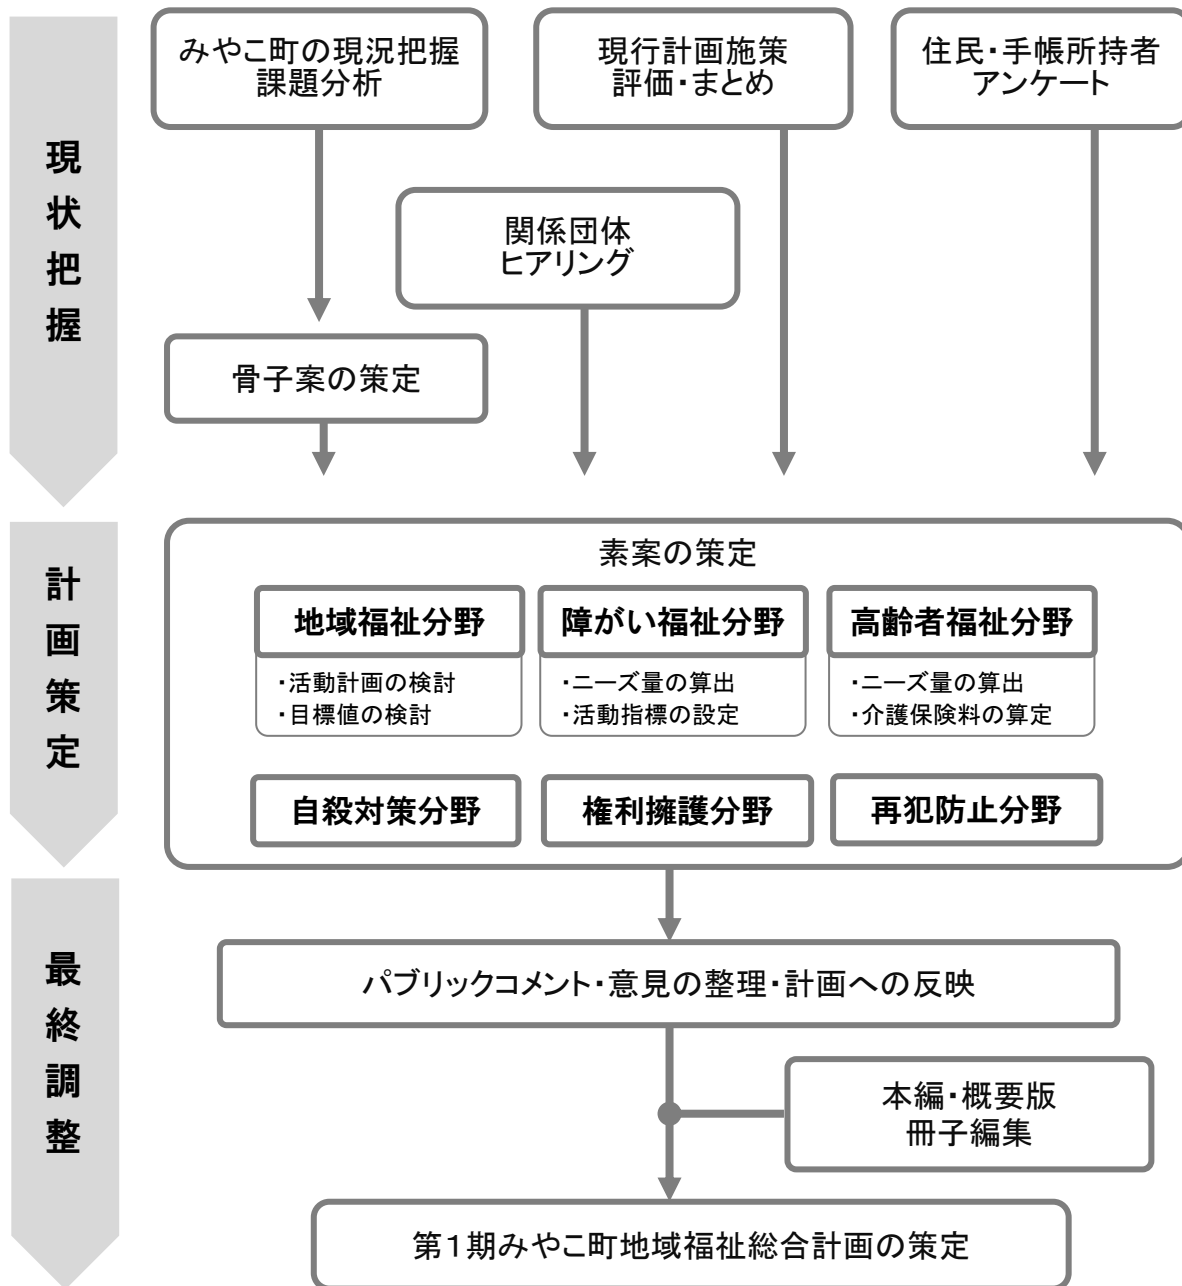 現状把握
みやこ町の現況把握
課題分析
現行計画施策
評価・まとめ
住民・手帳所持者
アンケート
関係団体
ヒアリング
骨子案の策定
計画策定
素案の策定
地域福祉分野
・活動計画の検討
・目標値の検討
障がい福祉分野
・ニーズ量の算出
・活動指標の設定
高齢者福祉分野
・ニーズ量の算出
・介護保険料の算定
自殺対策分野
権利擁護分野
再犯防止分野
最終調整
パブリックコメント・意見の整理・計画への反映
本編・概要版
冊子編集
第１期みやこ町地域福祉総合計画の策定